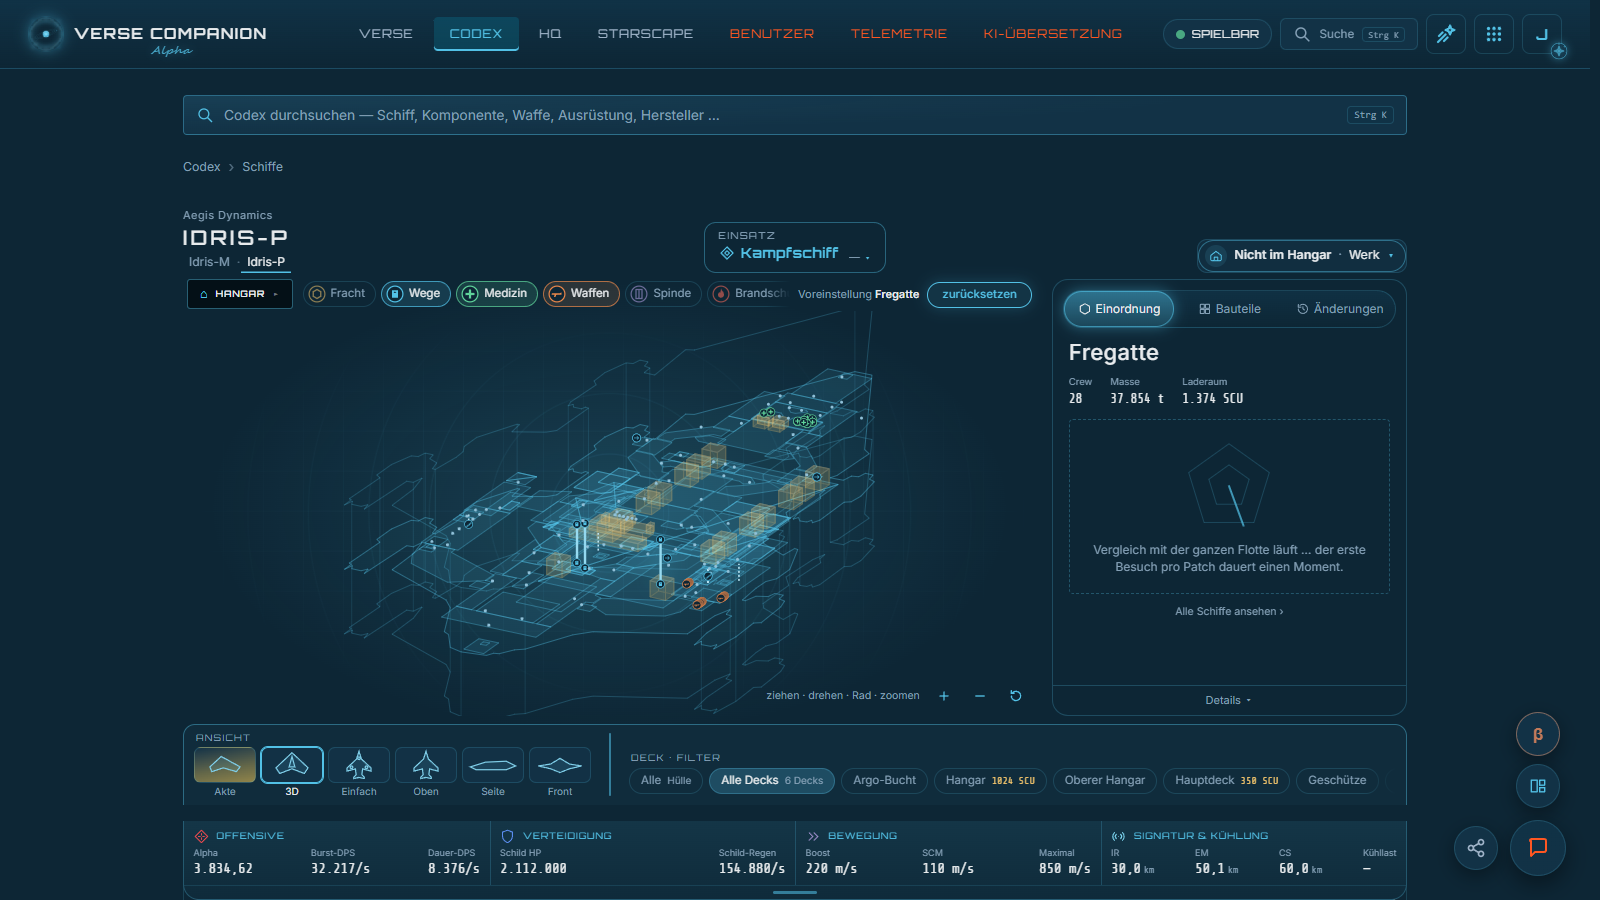 VERSE COMPANION
Alpha
VERSE
CODEX
HQ
STARSCAPE
BENUTZER
TELEMETRIE
KI-ÜBERSETZUNG
SPIELBAR
Suche
Strg K
Codex durchsuchen — Schiff, Komponente, Waffe, Ausrüstung, Hersteller ...
Strg K
Codex › Schiffe
Aegis Dynamics
IDRIS-P
Idris-M · Idris-P
EINSATZ
Kampfschiff
Nicht im Hangar · Werk
HANGAR
Fracht
Wege
Medizin
Waffen
Spinde
Brandsch
Voreinstellung Fregatte
zurücksetzen
Einordnung
Bauteile
Änderungen
Fregatte
Crew Masse Laderaum
28 37.854 t 1.374 SCU
Vergleich mit der ganzen Flotte läuft ... der erste
Besuch pro Patch dauert einen Moment.
Alle Schiffe ansehen ›
Details
ziehen · drehen · Rad · zoomen
ANSICHT
Akte
3D
Einfach
Oben
Seite
Front
DECK · FILTER
Alle Hülle
Alle Decks 6 Decks
Argo-Bucht
Hangar 1024 SCU
Oberer Hangar
Hauptdeck 350 SCU
Geschütze
β
OFFENSIVE
Alpha Burst-DPS Dauer-DPS
3.834,62 32.217/s 8.376/s
VERTEIDIGUNG
Schild HP Schild-Regen
2.112.000 154.880/s
BEWEGUNG
Boost SCM Maximal
220 m/s 110 m/s 850 m/s
SIGNATUR & KÜHLUNG
IR EM CS Kühllast
30,0 km 50,1 km 60,0 km —